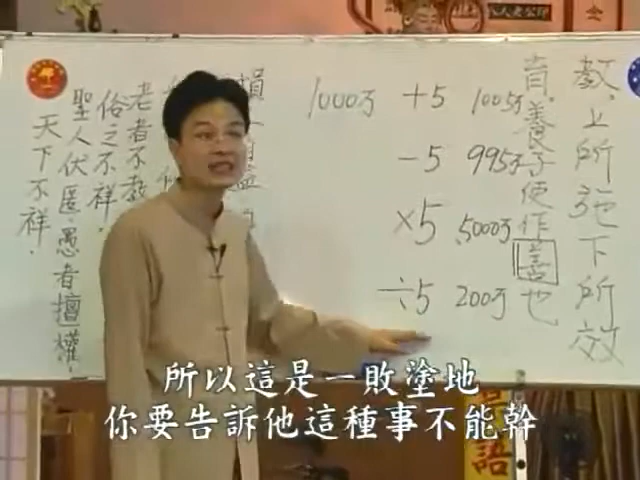 教,上所施下所效
育,養子使作善也
1000万 +5 1005万
-5 995万
×5 5000万
÷5 200万
老者不教
俗之不祥.
聖人伏匿.愚者擅權.
天下不祥.
所以這是一敗塗地
你要告訴他這種事不能幹